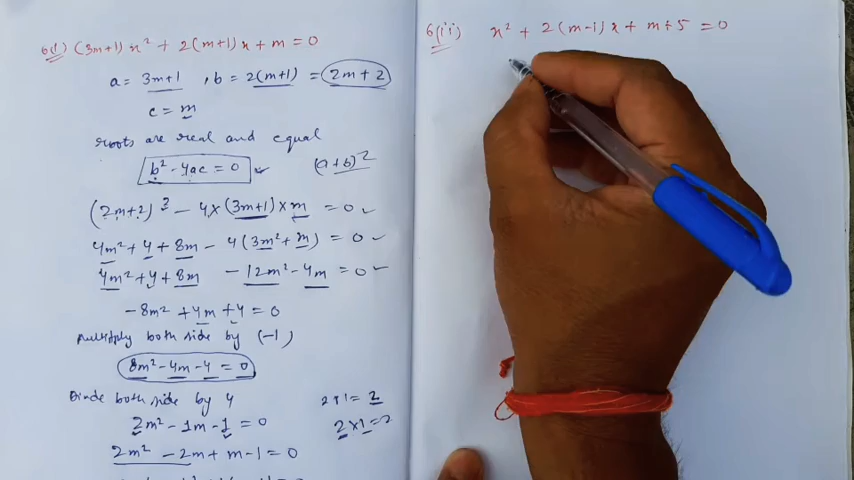 6(i) (3m+1)x² + 2(m+1)x + m = 0
a = 3m+1 , b = 2(m+1) = 2m + 2
c = m
roots are real and equal
b² - 4ac = 0 (a+b)²
(2m+2)² - 4 × (3m+1) × m = 0
4m² + 4 + 8m - 4(3m² + m) = 0
4m² + 4 + 8m - 12m² - 4m = 0
-8m² + 4m + 4 = 0
Multiply both side by (-1)
8m² - 4m - 4 = 0
Divide both side by 4 2×1 = 2
2m² - 1m - 1 = 0 2×1=2
2m² - 2m + m - 1 = 0
6(ii) x² + 2(m-1)x + m+5 = 0